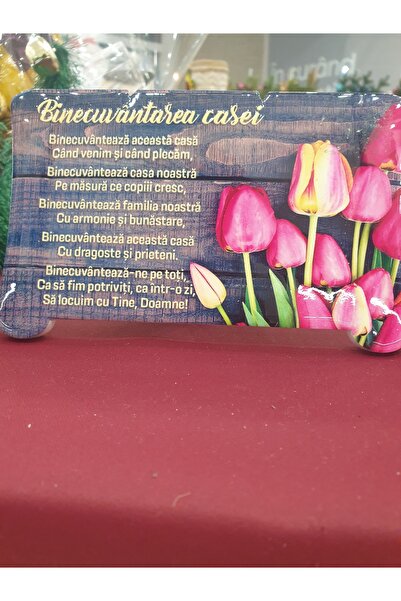 Binecuvântarea casei
Binecuvântează această casă
Când venim și când plecăm,
Binecuvântează casa noastră
Pe măsură ce copiii cresc,
Binecuvântează familia noastră
Cu armonie și bunăstare,
Binecuvântează această casă
Cu dragoste și prieteni.
Binecuvântează-ne pe toți,
Ca să fim potriviți, ca într-o zi,
Să locuim cu Tine, Doamne!